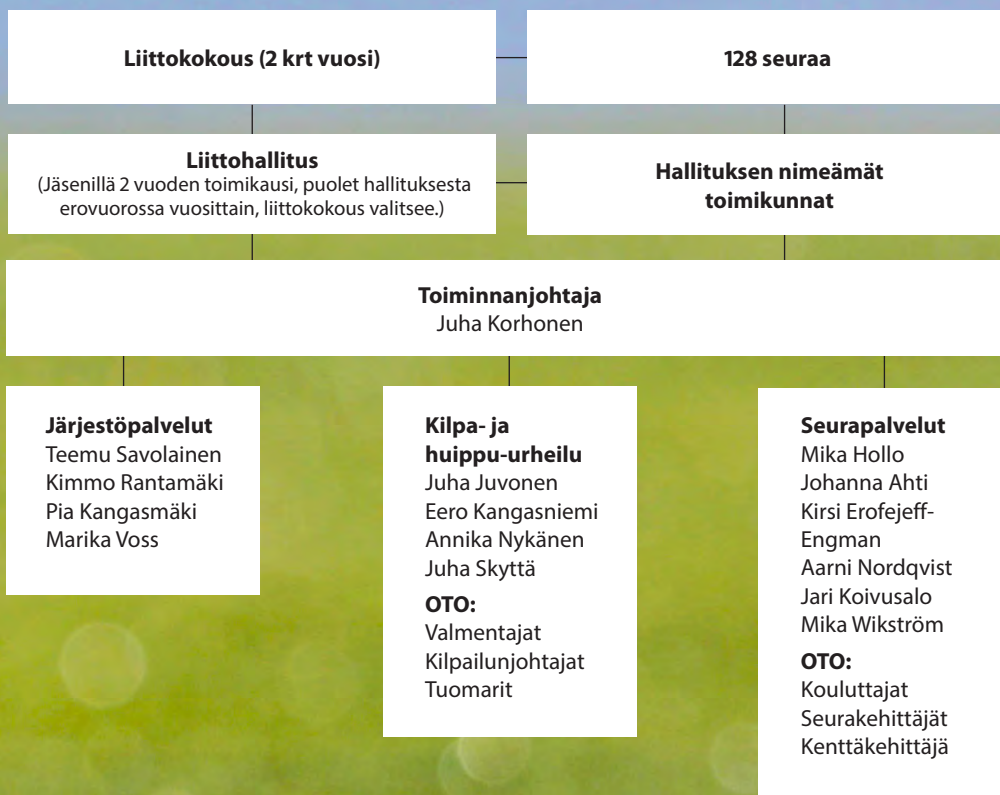 Liittokokous (2 krt vuosi)
128 seuraa
Liittohallitus
(Jäsenillä 2 vuoden toimikausi, puolet hallituksesta
erovuorossa vuosittain, liittokokous valitsee.)
Hallituksen nimeämät
toimikunnat
Toiminnanjohtaja
Juha Korhonen
Järjestöpalvelut
Teemu Savolainen
Kimmo Rantamäki
Pia Kangasmäki
Marika Voss
Kilpa- ja
huippu-urheilu
Juha Juvonen
Eero Kangasniemi
Annika Nykänen
Juha Skyttä
OTO:
Valmentajat
Kilpailunjohtajat
Tuomarit
Seurapalvelut
Mika Hollo
Johanna Ahti
Kirsi Erofejeff-
Engman
Aarni Nordqvist
Jari Koivusalo
Mika Wikström
OTO:
Kouluttajat
Seurakehittäjät
Kenttäkehittäjä